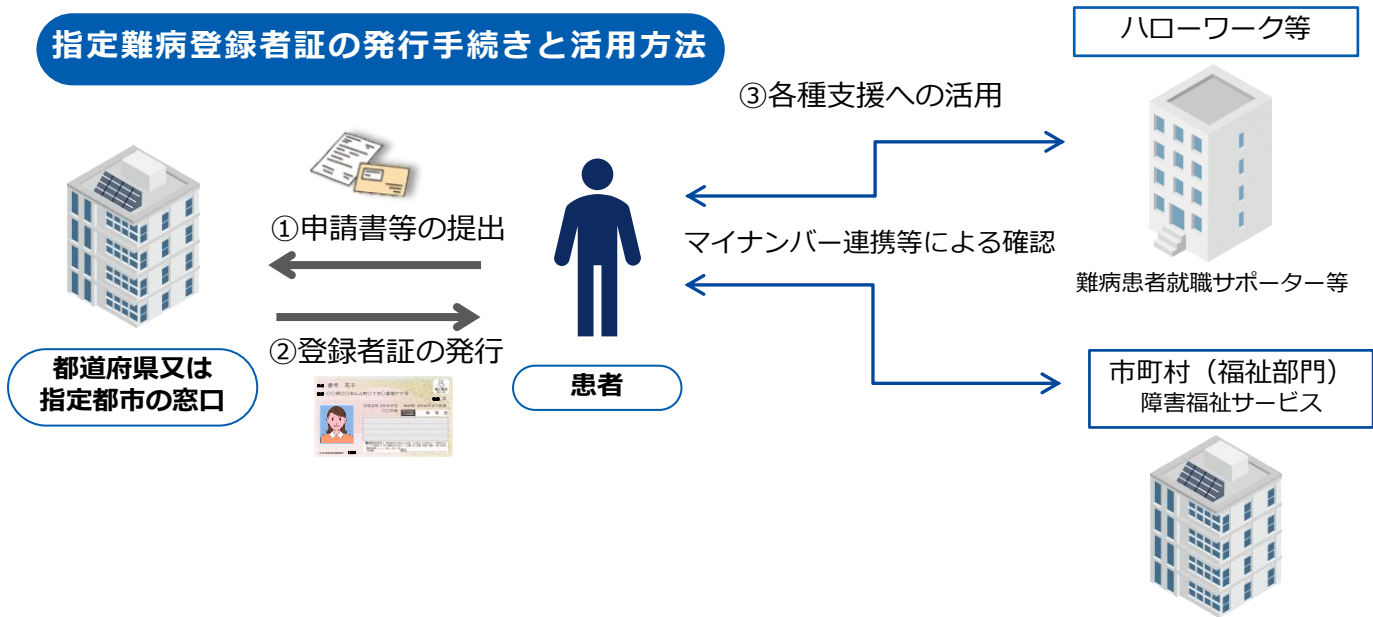 指定難病登録者証の発行手続きと活用方法
ハローワーク等
③各種支援への活用
①申請書等の提出
マイナンバー連携等による確認
難病患者就職サポーター等
②登録者証の発行
都道府県又は
指定都市の窓口
患者
市町村（福祉部門）
障害福祉サービス
番号 花子